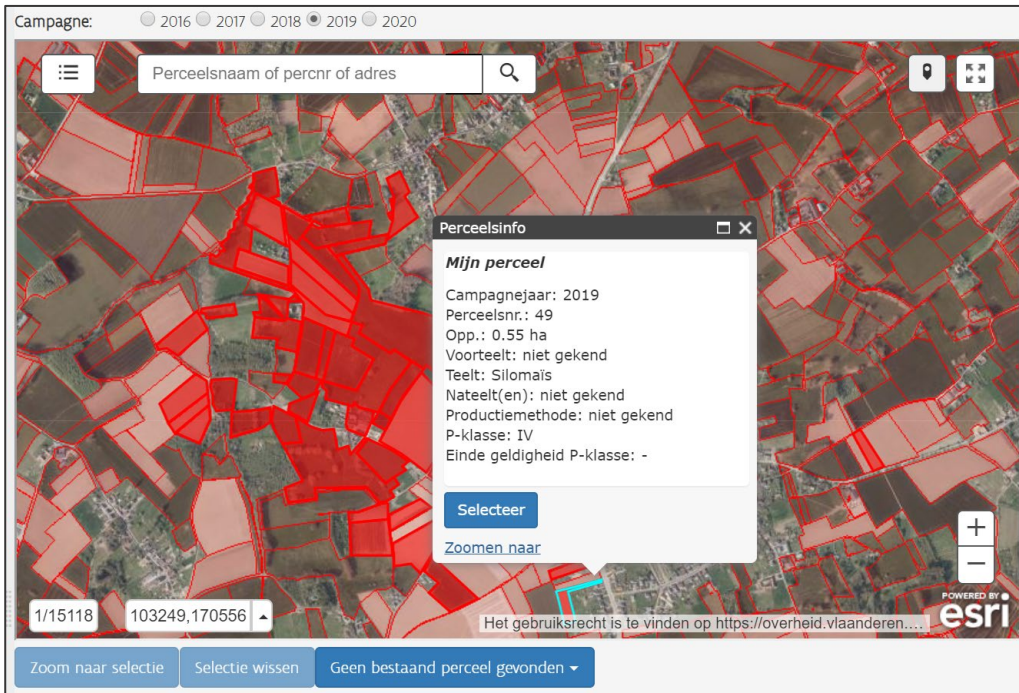 Campagne: 2016 2017 2018 2019 2020
Perceelsnaam of percnr of adres
Perceelsinfo
Mijn perceel
Campagnejaar: 2019
Perceelsnr.: 49
Opp.: 0.55 ha
Voorteelt: niet gekend
Teelt: Silomaïs
Nateelt(en): niet gekend
Productiemethode: niet gekend
P-klasse: IV
Einde geldigheid P-klasse: -
Selecteer
Zoomen naar
+
−
1/15118
103249,170556
Het gebruiksrecht is te vinden op https://overheid.vlaanderen....
POWERED BY
esri
Zoom naar selectie
Selectie wissen
Geen bestaand perceel gevonden